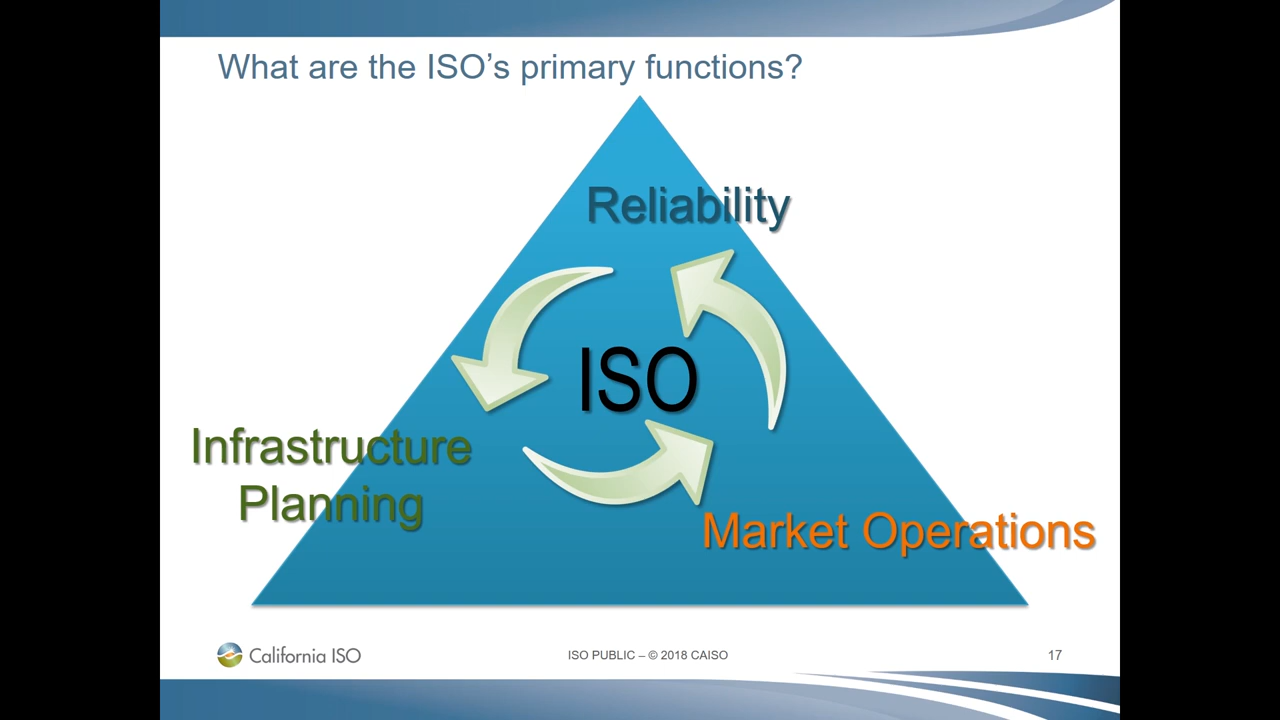 What are the ISO’s primary functions?
Reliability
ISO
Infrastructure
Planning
Market Operations
California ISO
ISO PUBLIC – © 2018 CAISO
17